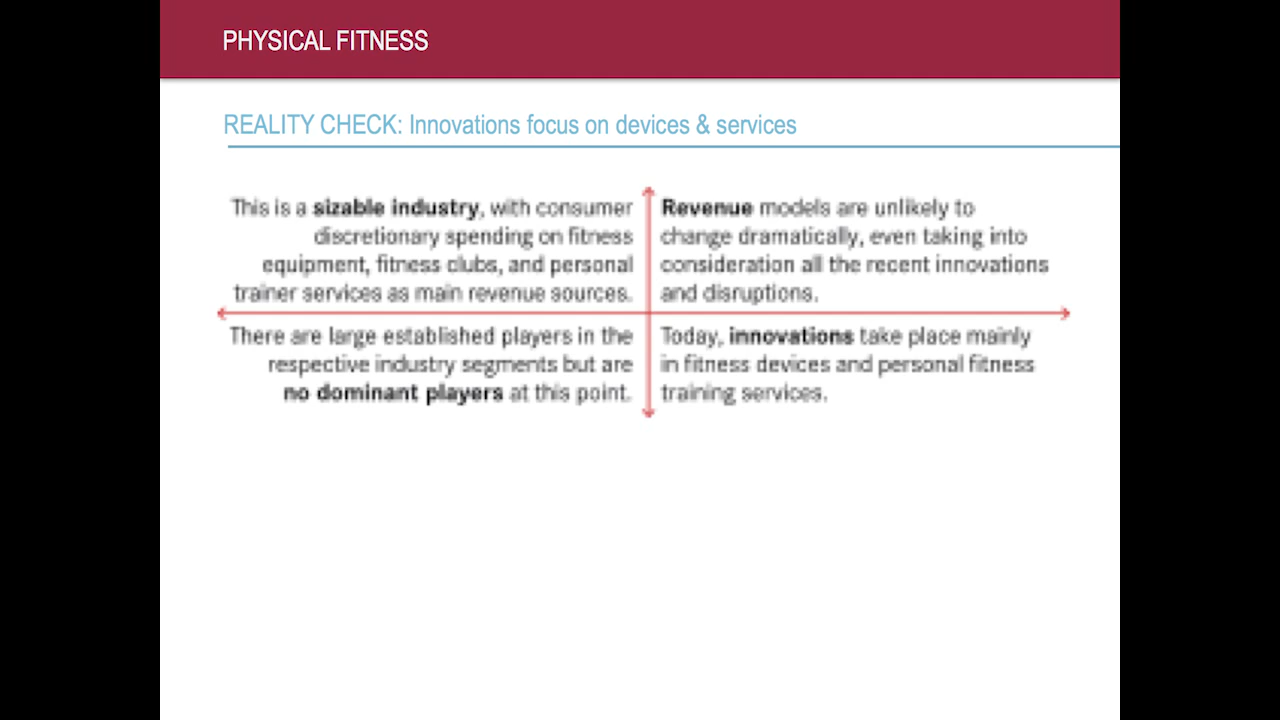 PHYSICAL FITNESS
REALITY CHECK: Innovations focus on devices & services
This is a sizable industry, with consumer
discretionary spending on fitness
equipment, fitness clubs, and personal
trainer services as main revenue sources.
Revenue models are unlikely to
change dramatically, even taking into
consideration all the recent innovations
and disruptions.
There are large established players in the
respective industry segments but are
no dominant players at this point.
Today, innovations take place mainly
in fitness devices and personal fitness
training services.